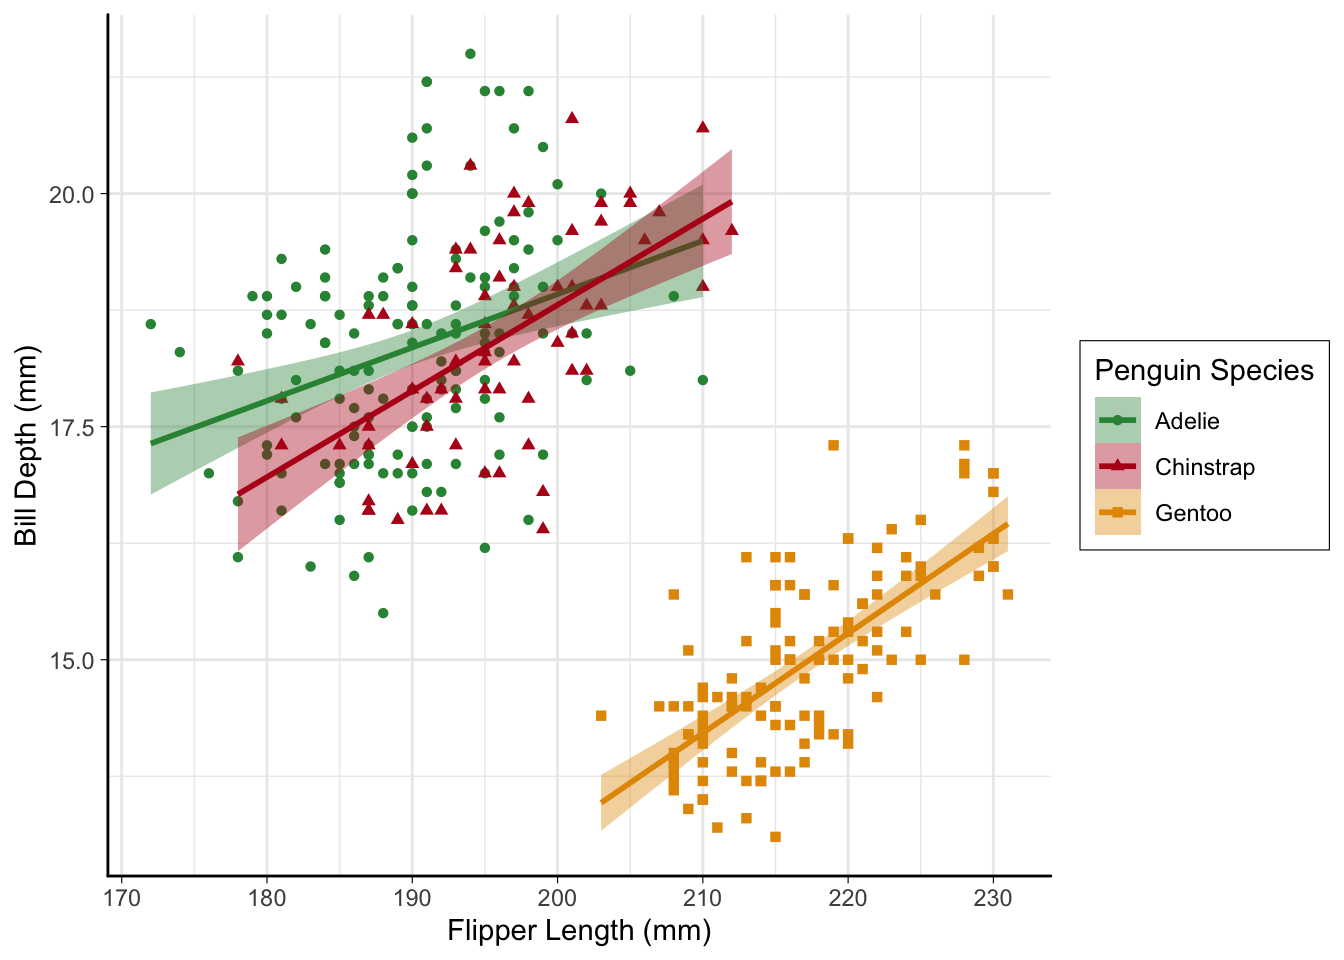 20.0
17.5
15.0
Bill Depth (mm)
170 180 190 200 210 220 230
Flipper Length (mm)
Penguin Species
Adelie
Chinstrap
Gentoo